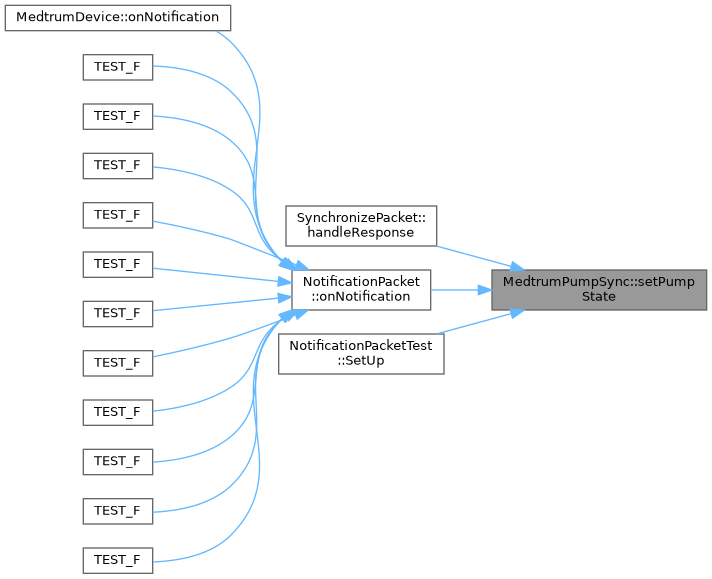 MedtrumDevice::onNotification
TEST_F
TEST_F
TEST_F
TEST_F
TEST_F
TEST_F
TEST_F
TEST_F
TEST_F
TEST_F
TEST_F
SynchronizePacket::
handleResponse
NotificationPacket
::onNotification
NotificationPacketTest
::SetUp
MedtrumPumpSync::setPump
State